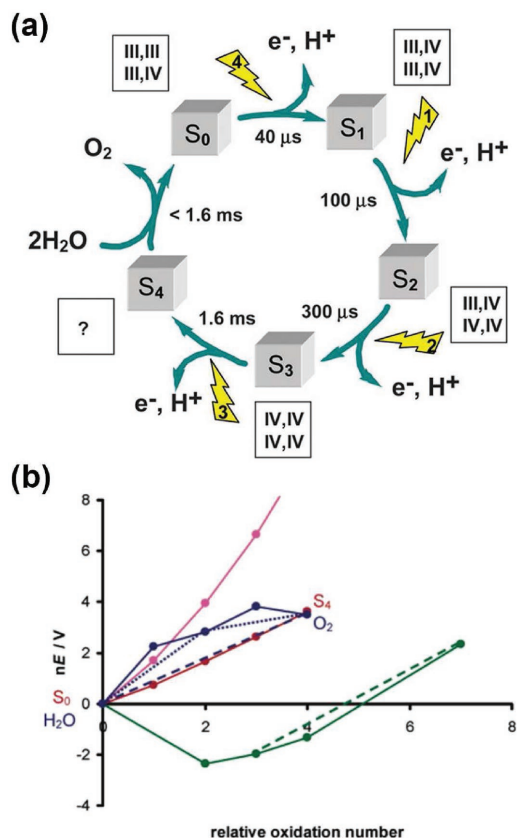 (a)
III,III
III,IV
4
e-, H+
III,IV
III,IV
S0
40 µs
S1
1
O2
e-, H+
< 1.6 ms
100 µs
2H2O
S4
S2
1.6 ms
300 µs
III,IV
IV,IV
?
S3
2
e-, H+
3
e-, H+
IV,IV
IV,IV
(b)
8
6
4
S4
O2
nE / V
2
S0
0
H2O
0
2
4
6
8
-2
-4
relative oxidation number